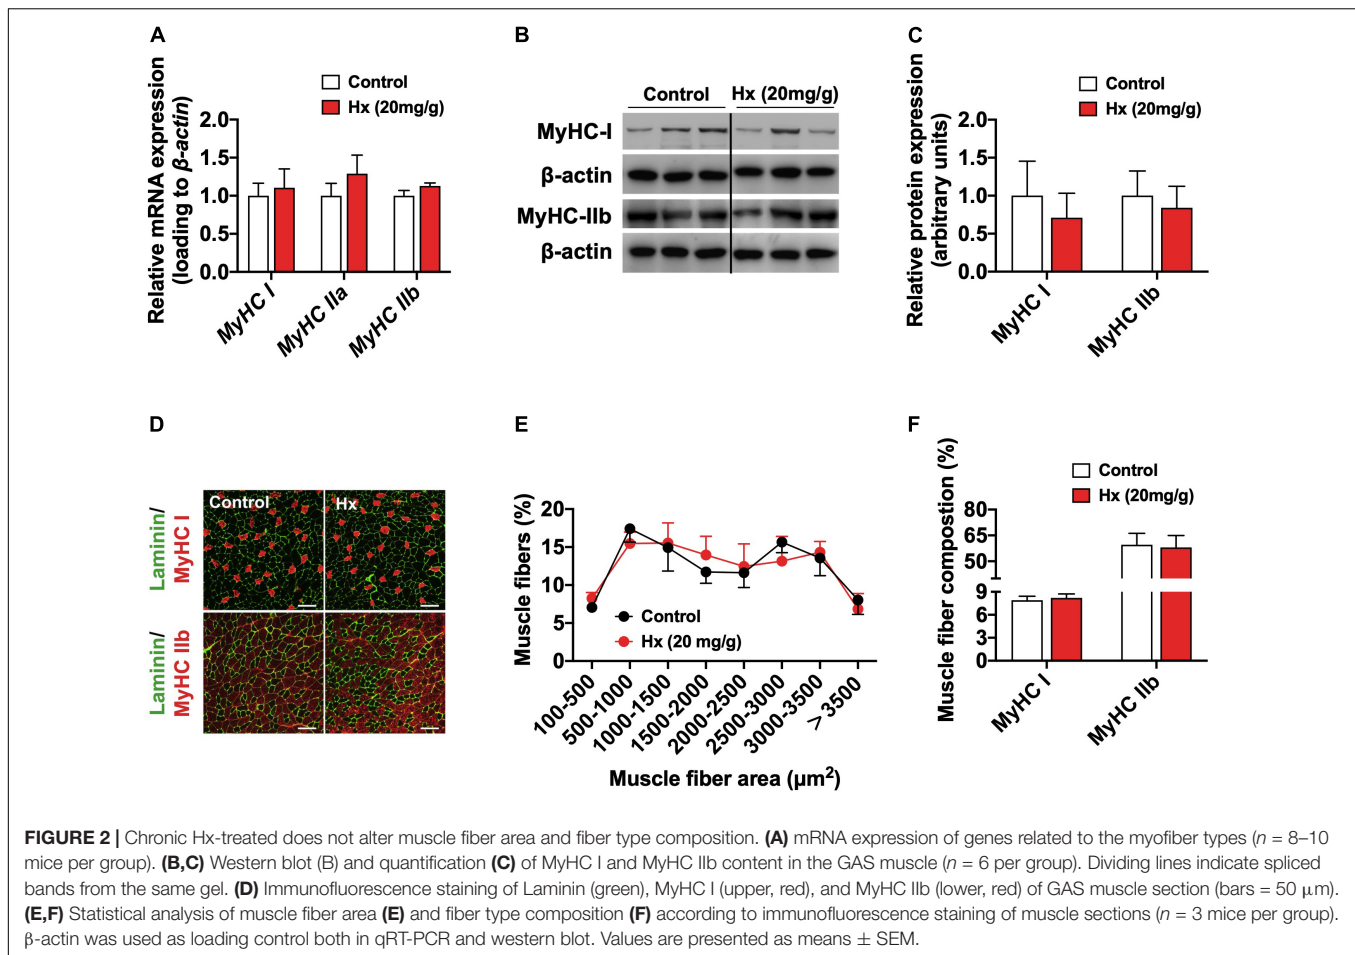 A
Control
Hx (20mg/g)
Relative mRNA expression
(loading to β-actin)
2.0
1.5
1.0
0.5
0.0
MyHC I
MyHC IIa
MyHC IIb
B
Control
Hx (20mg/g)
MyHC-I
β-actin
MyHC-IIb
β-actin
C
Control
Hx (20mg/g)
Relative protein expression
(arbitrary units)
2.0
1.5
1.0
0.5
0.0
MyHC I
MyHC IIb
D
Control
Hx
Laminin/
MyHC I
Laminin/
MyHC IIb
E
Muscle fibers (%)
20
15
10
5
0
Control
Hx (20 mg/g)
100-500
500-1000
1000-1500
1500-2000
2000-2500
2500-3000
3000-3500
> 3500
Muscle fiber area (µm²)
F
Control
Hx (20mg/g)
Muscle fiber compostion (%)
80
65
50
9
6
3
0
MyHC I
MyHC IIb
FIGURE 2 | Chronic Hx-treated does not alter muscle fiber area and fiber type composition. (A) mRNA expression of genes related to the myofiber types (n = 8–10
mice per group). (B,C) Western blot (B) and quantification (C) of MyHC I and MyHC IIb content in the GAS muscle (n = 6 per group). Dividing lines indicate spliced
bands from the same gel. (D) Immunofluorescence staining of Laminin (green), MyHC I (upper, red), and MyHC IIb (lower, red) of GAS muscle section (bars = 50 µm).
(E,F) Statistical analysis of muscle fiber area (E) and fiber type composition (F) according to immunofluorescence staining of muscle sections (n = 3 mice per group).
β-actin was used as loading control both in qRT-PCR and western blot. Values are presented as means ± SEM.